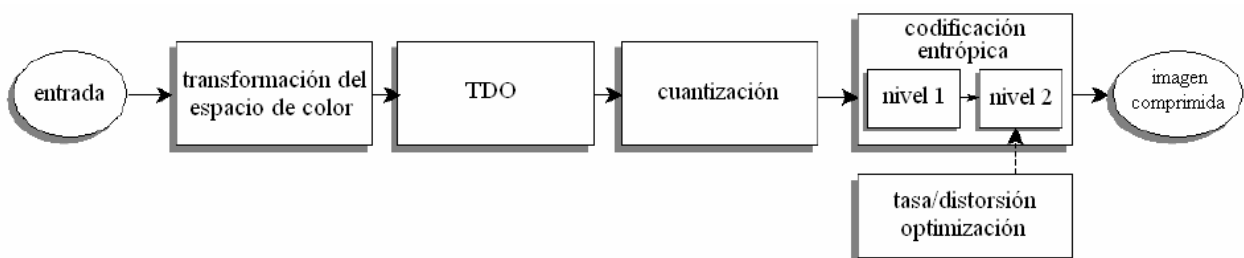 entrada
transformación del
espacio de color
TDO
cuantización
codificación
entrópica
nivel 1
nivel 2
imagen
comprimida
tasa/distorsión
optimización